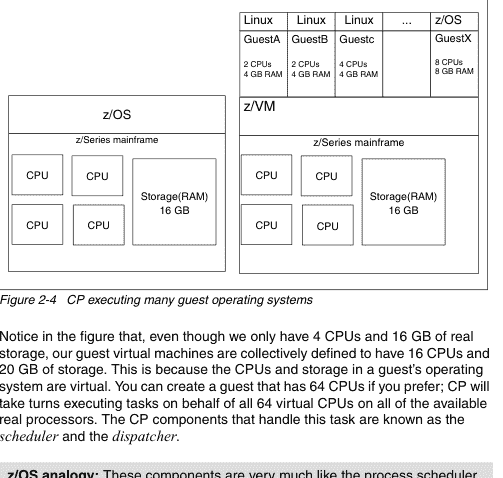 Linux Linux Linux ... z/OS
GuestA GuestB Guestc GuestX
2 CPUs 2 CPUs 4 CPUs 8 CPUs
4 GB RAM 4 GB RAM 4 GB RAM 8 GB RAM
z/OS
z/VM
z/Series mainframe
z/Series mainframe
CPU CPU
Storage(RAM)
16 GB
CPU CPU
CPU CPU
Storage(RAM)
16 GB
CPU CPU
Figure 2-4 CP executing many guest operating systems
Notice in the figure that, even though we only have 4 CPUs and 16 GB of real
storage, our guest virtual machines are collectively defined to have 16 CPUs and
20 GB of storage. This is because the CPUs and storage in a guest's operating
system are virtual. You can create a guest that has 64 CPUs if you prefer; CP will
take turns executing tasks on behalf of all 64 virtual CPUs on all of the available
real processors. The CP components that handle this task are known as the
scheduler and the dispatcher.
z/OS analogy: These components are very much like the process scheduler